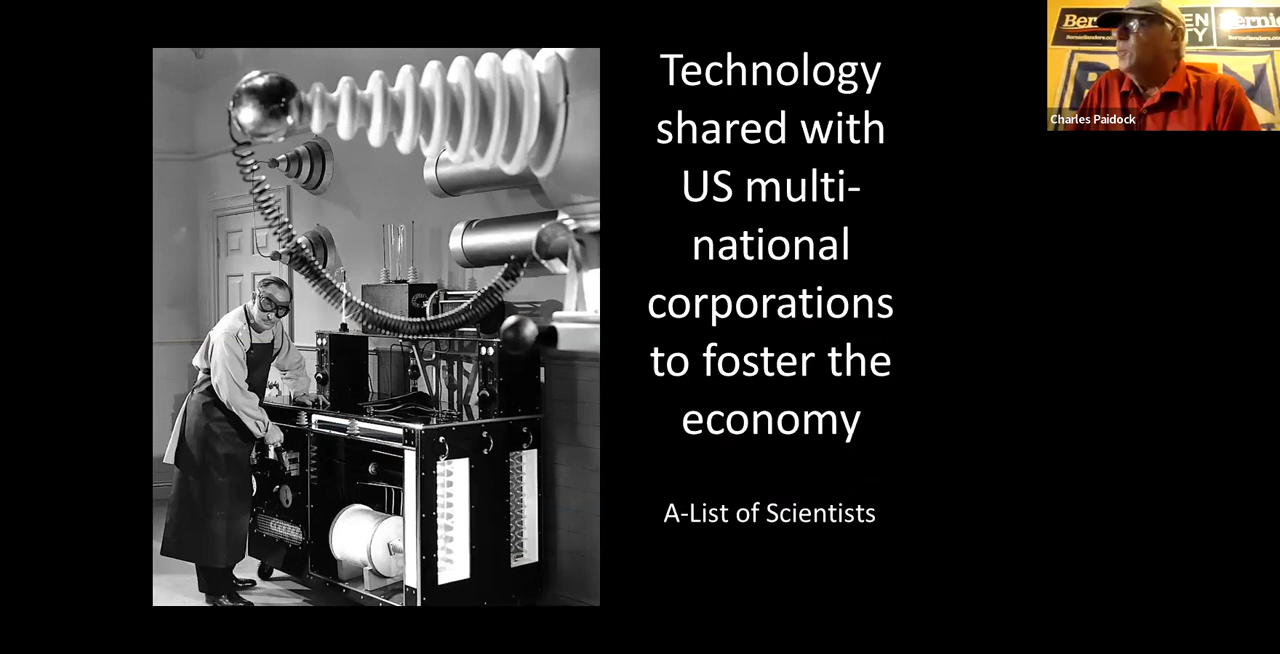 Technology
shared with
US multi-
national
corporations
to foster the
economy
A-List of Scientists
Charles Paidock